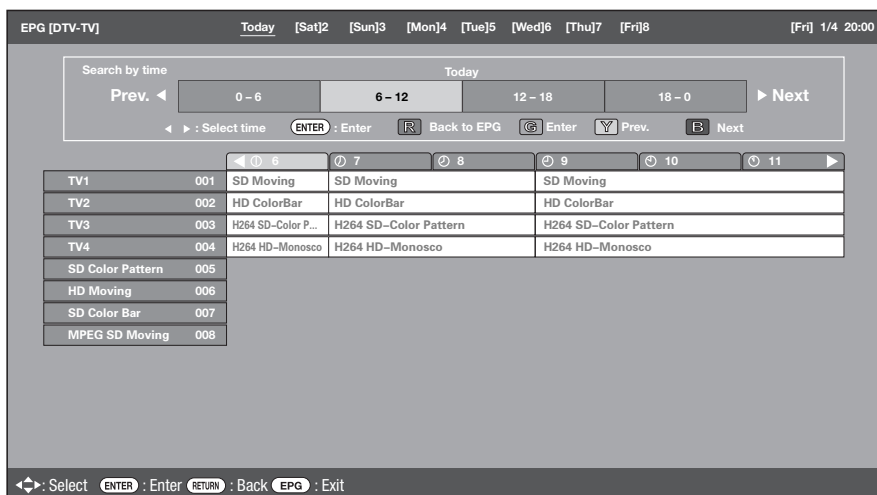 EPG [DTV-TV] Today [Sat]2 [Sun]3 [Mon]4 [Tue]5 [Wed]6 [Thu]7 [Fri]8 [Fri] 1/4 20:00
Search by time Today
Prev. ◀ 0 – 6 6 – 12 12 – 18 18 – 0 ▶ Next
◀ ▶ : Select time ENTER : Enter R Back to EPG G Enter Y Prev. B Next
◀ 6 7 8 9 10 11 ▶
TV1 001 SD Moving SD Moving SD Moving
TV2 002 HD ColorBar HD ColorBar HD ColorBar
TV3 003 H264 SD–Color P... H264 SD–Color Pattern H264 SD–Color Pattern
TV4 004 H264 HD–Monosco H264 HD–Monosco H264 HD–Monosco
SD Color Pattern 005
HD Moving 006
SD Color Bar 007
MPEG SD Moving 008
: Select ENTER : Enter RETURN : Back EPG : Exit